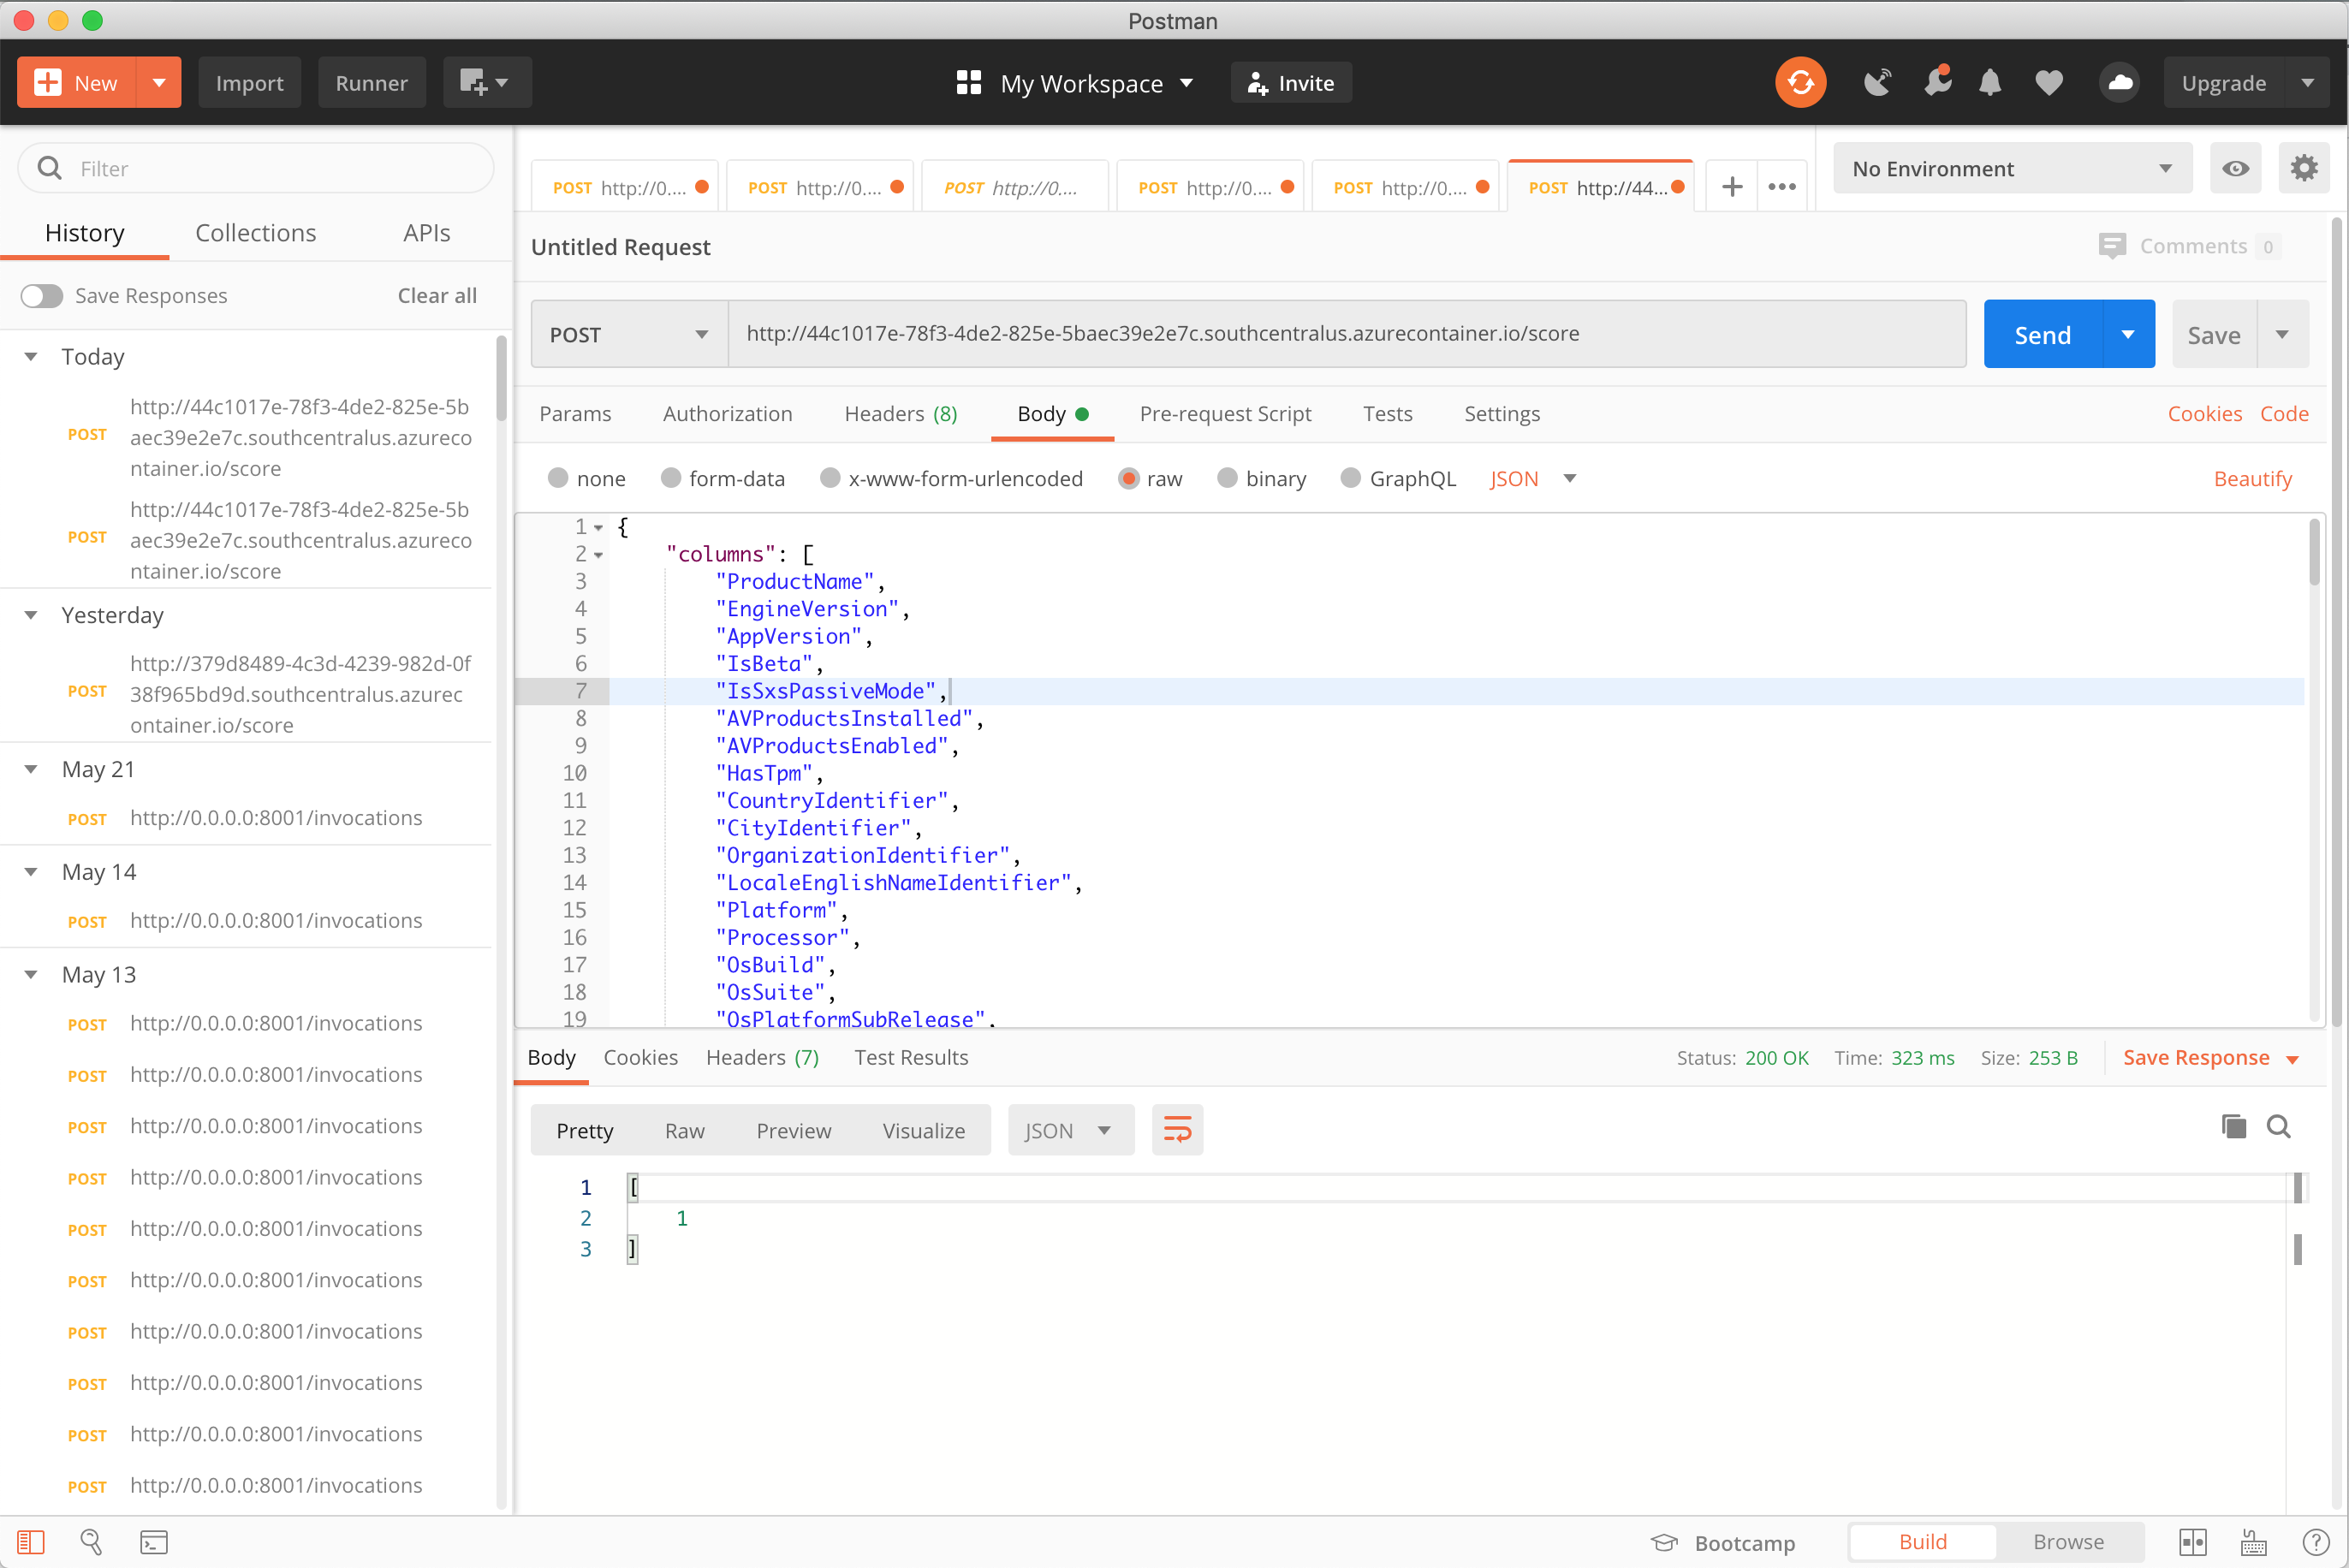 Postman
New
Import
Runner
My Workspace
Invite
Upgrade
Filter
History
Collections
APIs
Save Responses
Clear all
Today
POST
http://44c1017e-78f3-4de2-825e-5b
aec39e2e7c.southcentralus.azureco
ntainer.io/score
POST
http://44c1017e-78f3-4de2-825e-5b
aec39e2e7c.southcentralus.azureco
ntainer.io/score
Yesterday
POST
http://379d8489-4c3d-4239-982d-0f
38f965bd9d.southcentralus.azurec
ontainer.io/score
May 21
POST http://0.0.0.0:8001/invocations
May 14
POST http://0.0.0.0:8001/invocations
May 13
POST http://0.0.0.0:8001/invocations
POST http://0.0.0.0:8001/invocations
POST http://0.0.0.0:8001/invocations
POST http://0.0.0.0:8001/invocations
POST http://0.0.0.0:8001/invocations
POST http://0.0.0.0:8001/invocations
POST http://0.0.0.0:8001/invocations
POST http://0.0.0.0:8001/invocations
POST http://0.0.0.0:8001/invocations
POST http://0.0.0.0:8001/invocations
POST http://0....
POST http://0....
POST http://0....
POST http://0....
POST http://0....
POST http://44...
No Environment
Untitled Request
Comments 0
POST
http://44c1017e-78f3-4de2-825e-5baec39e2e7c.southcentralus.azurecontainer.io/score
Send
Save
Params Authorization Headers (8) Body Pre-request Script Tests Settings
Cookies Code
none form-data x-www-form-urlencoded raw binary GraphQL JSON
Beautify
1 {
2 "columns": [
3 "ProductName",
4 "EngineVersion",
5 "AppVersion",
6 "IsBeta",
7 "IsSxsPassiveMode",
8 "AVProductsInstalled",
9 "AVProductsEnabled",
10 "HasTpm",
11 "CountryIdentifier",
12 "CityIdentifier",
13 "OrganizationIdentifier",
14 "LocaleEnglishNameIdentifier",
15 "Platform",
16 "Processor",
17 "OsBuild",
18 "OsSuite",
19 "OsPlatformSubRelease",
Body Cookies Headers (7) Test Results
Status: 200 OK Time: 323 ms Size: 253 B
Save Response
Pretty Raw Preview Visualize
JSON
1 [
2 1
3 ]
Bootcamp
Build
Browse